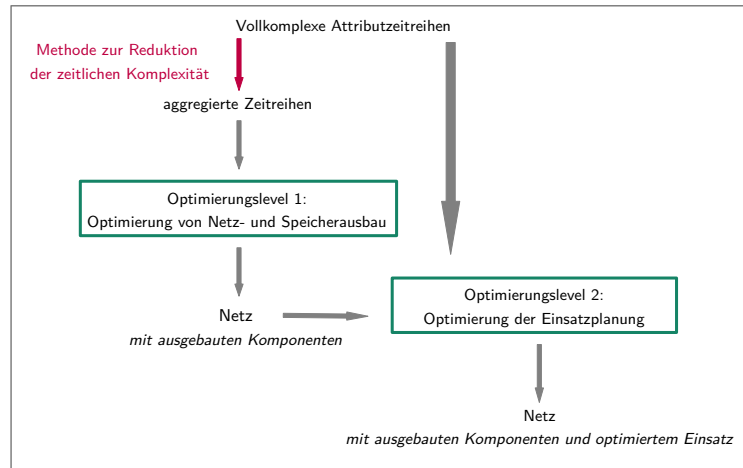 Vollkomplexe Attributzeitreihen
Methode zur Reduktion
der zeitlichen Komplexität
aggregierte Zeitreihen
Optimierungslevel 1:
Optimierung von Netz- und Speicherausbau
Optimierungslevel 2:
Optimierung der Einsatzplanung
Netz
mit ausgebauten Komponenten
Netz
mit ausgebauten Komponenten und optimiertem Einsatz